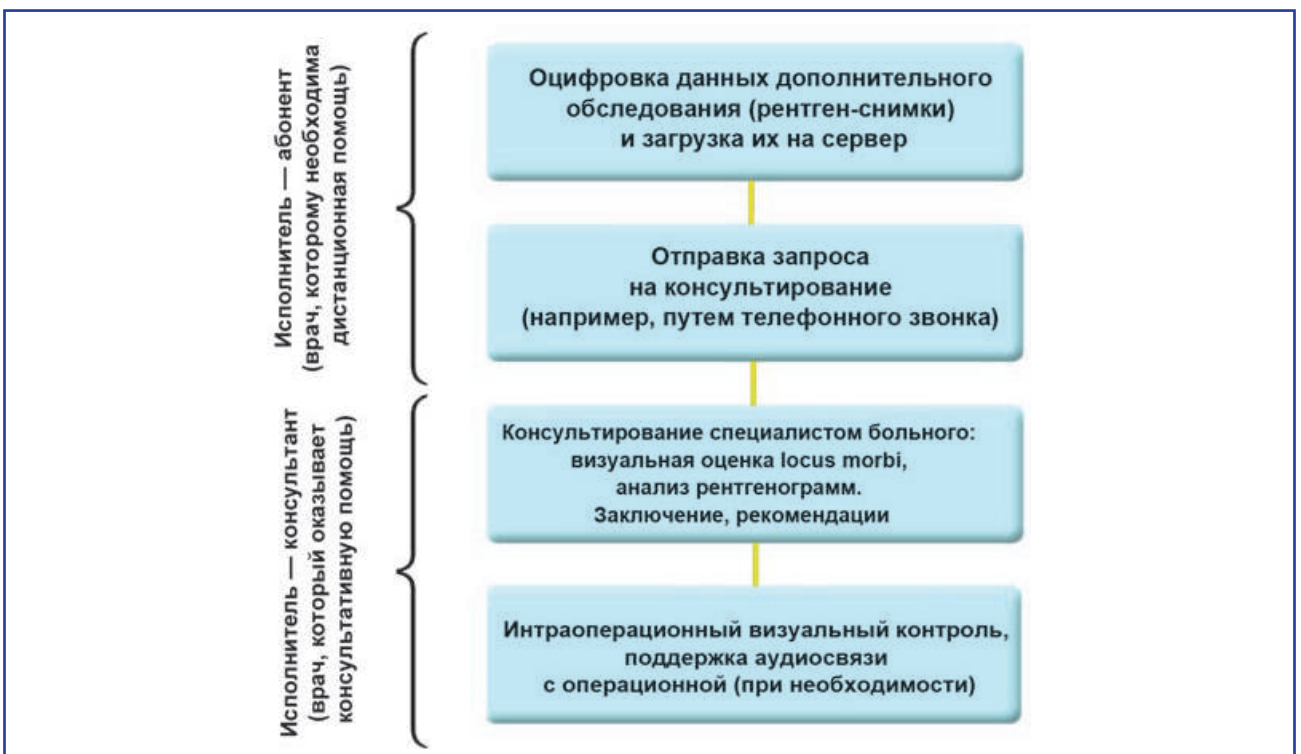 Исполнитель — абонент
(врач, которому необходима
дистанционная помощь)
Оцифровка данных дополнительного
обследования (рентген-снимки)
и загрузка их на сервер
Отправка запроса
на консультирование
(например, путем телефонного звонка)
Исполнитель — консультант
(врач, который оказывает
консультативную помощь)
Консультирование специалистом больного:
визуальная оценка locus morbi,
анализ рентгенограмм.
Заключение, рекомендации
Интраоперационный визуальный контроль,
поддержка аудиосвязи
с операционной (при необходимости)